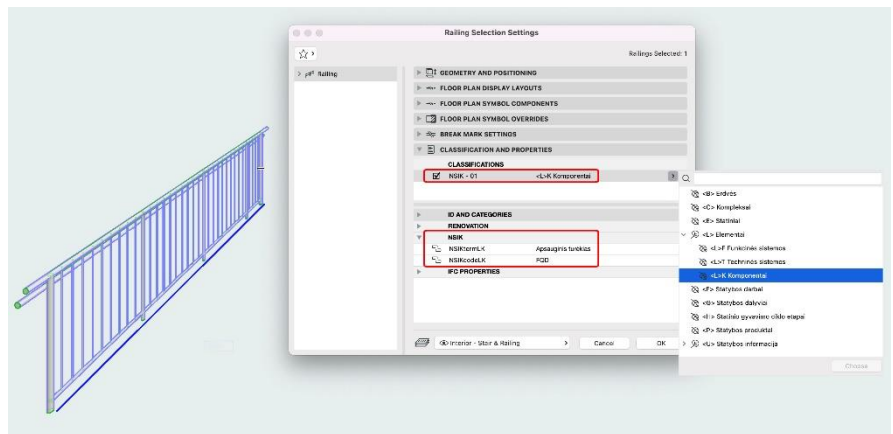 Railing Selection Settings
Railings Selected: 1
Railing
GEOMETRY AND POSITIONING
FLOOR PLAN DISPLAY LAYOUTS
FLOOR PLAN SYMBOL COMPONENTS
FLOOR PLAN SYMBOL OVERRIDES
BREAK MARK SETTINGS
CLASSIFICATION AND PROPERTIES
CLASSIFICATIONS
NSIK - 01 <L>K Komponentai
ID AND CATEGORIES
RENOVATION
NSIK
NSIKtermLK Apsauginis turėklas
NSIKcodeLK FQD
IFC PROPERTIES
Interior - Stair & Railing
Cancel
OK
<B> Erdvės
<C> Kompleksai
<E> Statiniai
<L> Elementai
<L>F Funkcinės sistemos
<L>T Techninės sistemos
<L>K Komponentai
<F> Statybos darbai
<G> Statybos dalyviai
Statinio gyvavimo ciklo etapai
<P> Statybos produktai
<U> Statybos informacija
Choose